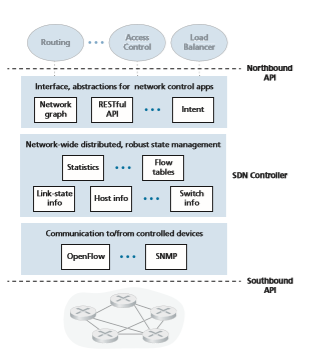 Routing
Access
Control
Load
Balancer
Northbound
API
Interface, abstractions for network control apps
Network
graph
RESTful
API
Intent
Network-wide distributed, robust state management
Statistics
Flow
tables
SDN Controller
Link-state
info
Host info
Switch
info
Communication to/from controlled devices
OpenFlow
SNMP
Southbound
API